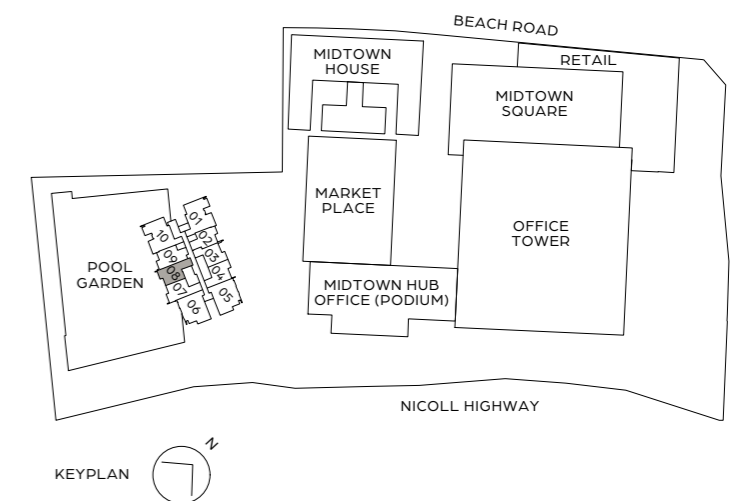 BEACH ROAD
MIDTOWN
HOUSE
RETAIL
MIDTOWN
SQUARE
MARKET
PLACE
OFFICE
TOWER
01
02
03
04
05
10
09
08
07
06
POOL
GARDEN
MIDTOWN HUB
OFFICE (PODIUM)
NICOLL HIGHWAY
N
KEYPLAN